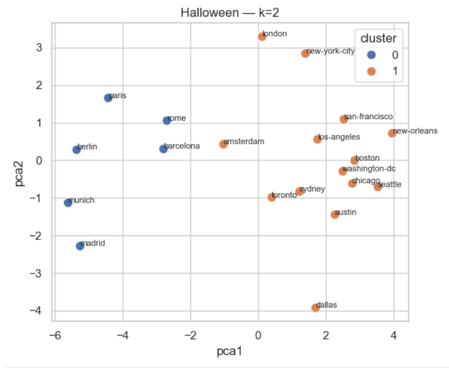 Halloween — k=2
london
new-york-city
cluster
0
1
paris
rome
san-francisco
new-orleans
los-angeles
amsterdam
berlin
barcelona
boston
washington-dc
chicago
seattle
sydney
toronto
munich
austin
madrid
dallas
3
2
1
0
−1
−2
−3
−4
pca2
−6
−4
−2
0
2
4
pca1